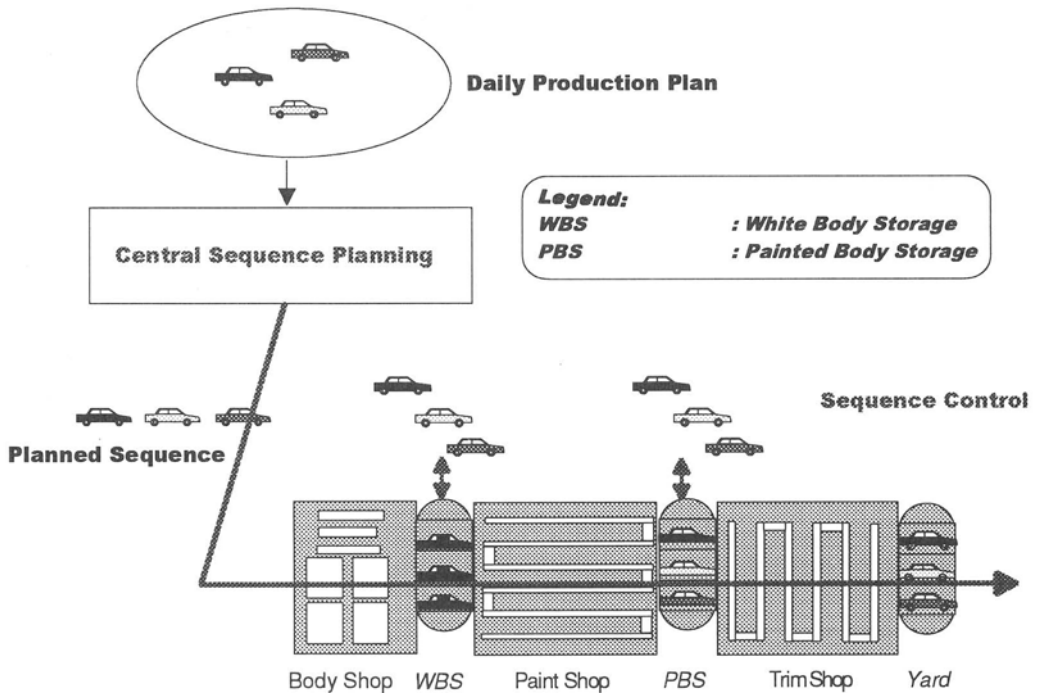 Daily Production Plan
Legend:
WBS : White Body Storage
PBS : Painted Body Storage
Central Sequence Planning
Sequence Control
Planned Sequence
Body Shop WBS Paint Shop PBS Trim Shop Yard